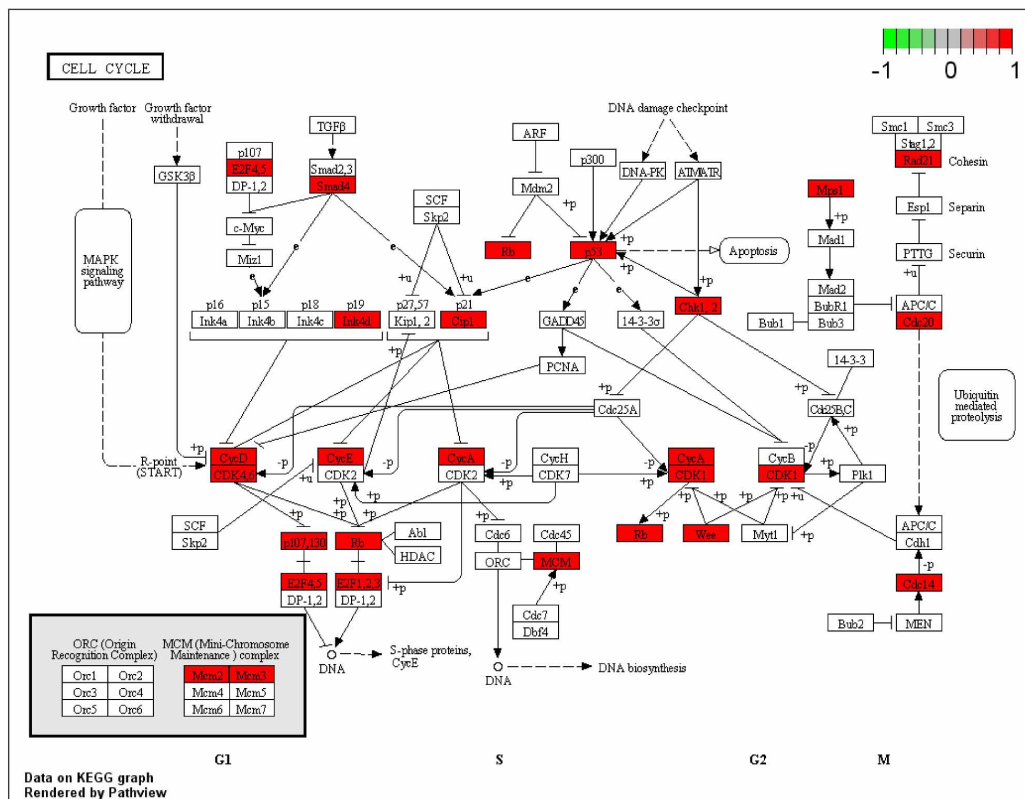 CELL CYCLE
-1 0 1
Growth factor
Growth factor
withdrawal
TGFβ
DNA damage checkpoint
ARF
Smc1 Smc3
Stag1,2
Rad21 Cohesin
p107
E2F4,5
DP-1,2
GSK3β
Smad2,3
Smad4
p300
DNA-PK
ATM/ATR
Mdm2
+p
Mps1
+p
Esp1 Separin
SCF
Skp2
c-Myc
Miz1
MAPK
signaling
pathway
Rb
p53
+p
+p
Apoptosis
Mad1
PTTG Securin
+u
e
e
e
e
e
e
+u
+u
p16
Ink4a
p15
Ink4b
p18
Ink4c
p19
Ink4d
p27,57
Kip1, 2
p21
Cip1
GADD45
14-3-3σ
Chk1, 2
Mad2
BubR1
Bub3
Bub1
APC/C
Cdc20
+p
PCNA
14-3-3
Ubiquitin
mediated
proteolysis
+p
Cdc25A
+p
Cdc25B,C
R-point
(START)
+p
CycD
CDK4,6
-p
CycE
CDK2
-p
CycA
CDK2
-p
CycH
CDK7
-p
CycA
CDK1
CycB
CDK1
-p
+p
+p
Plk1
+u
+p
+p
+p
+p
+p
+p
+p
+p
+p
+u
+p
SCF
Skp2
p107,130
Rb
Abl
HDAC
Cdc6
Cdc45
Rb
Wee
Myt1
APC/C
Cdh1
ORC
MCM
+p
-p
E2F4,5
DP-1,2
E2F1,2,3
DP-1,2
+p
Cdc7
Dbf4
Cdc14
Bub2
MEN
DNA
S-phase proteins,
CycE
DNA
DNA biosynthesis
ORC (Origin
Recognition Complex)
MCM (Mini-Chromosome
Maintenance ) complex
Orc1 Orc2
Orc3 Orc4
Orc5 Orc6
Mcm2 Mcm3
Mcm4 Mcm5
Mcm6 Mcm7
G1 S G2 M
Data on KEGG graph
Rendered by Pathview